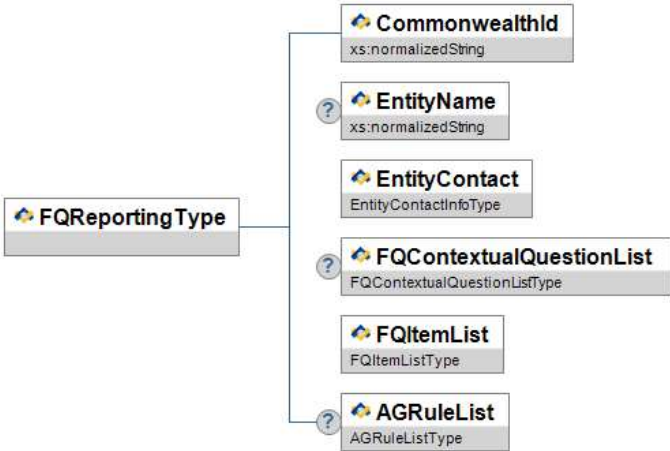 CommonwealthId
xs:normalizedString
?
EntityName
xs:normalizedString
EntityContact
EntityContactInfoType
FQReportingType
?
FQContextualQuestionList
FQContextualQuestionListType
FQItemList
FQItemListType
?
AGRuleList
AGRuleListType